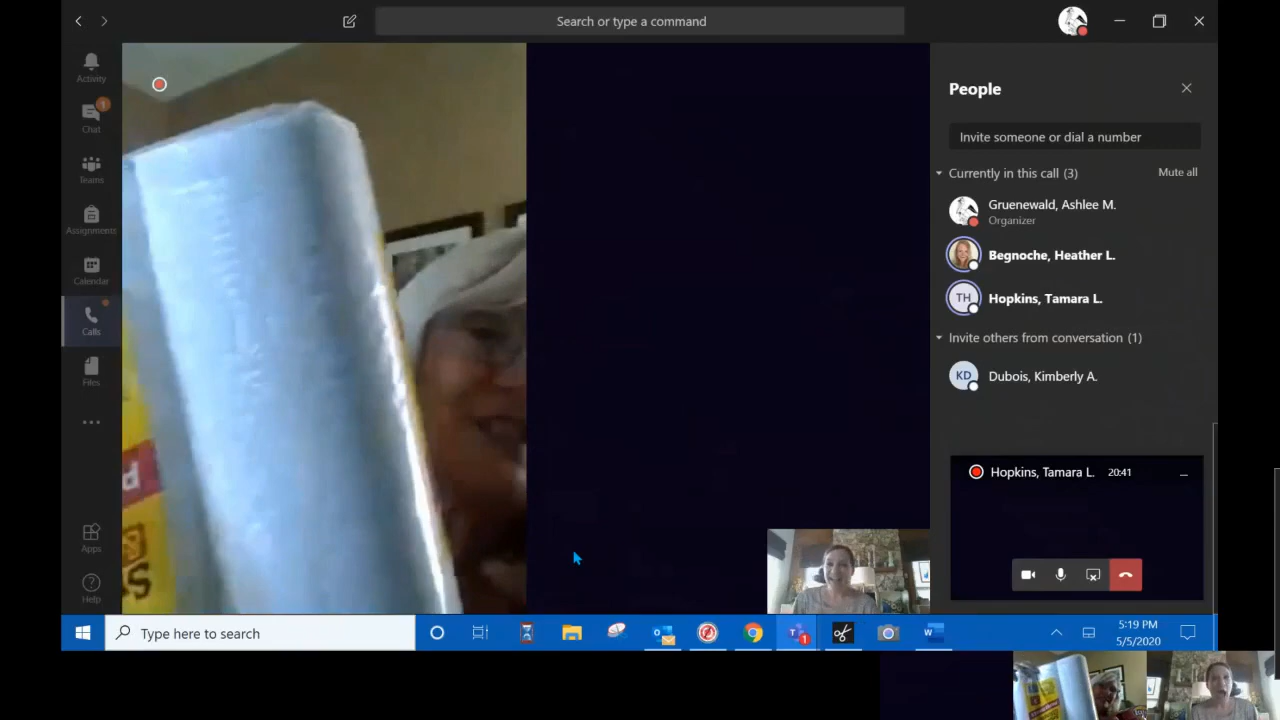 Search or type a command
Activity
Chat
1
Teams
Assignments
Calendar
Calls
Files
Apps
Help
People
Invite someone or dial a number
Currently in this call (3)
Mute all
Gruenewald, Ashlee M.
Organizer
Begnoche, Heather L.
TH
Hopkins, Tamara L.
Invite others from conversation (1)
KD
Dubois, Kimberly A.
Hopkins, Tamara L.
20:41
Type here to search
1
5:19 PM
5/5/2020